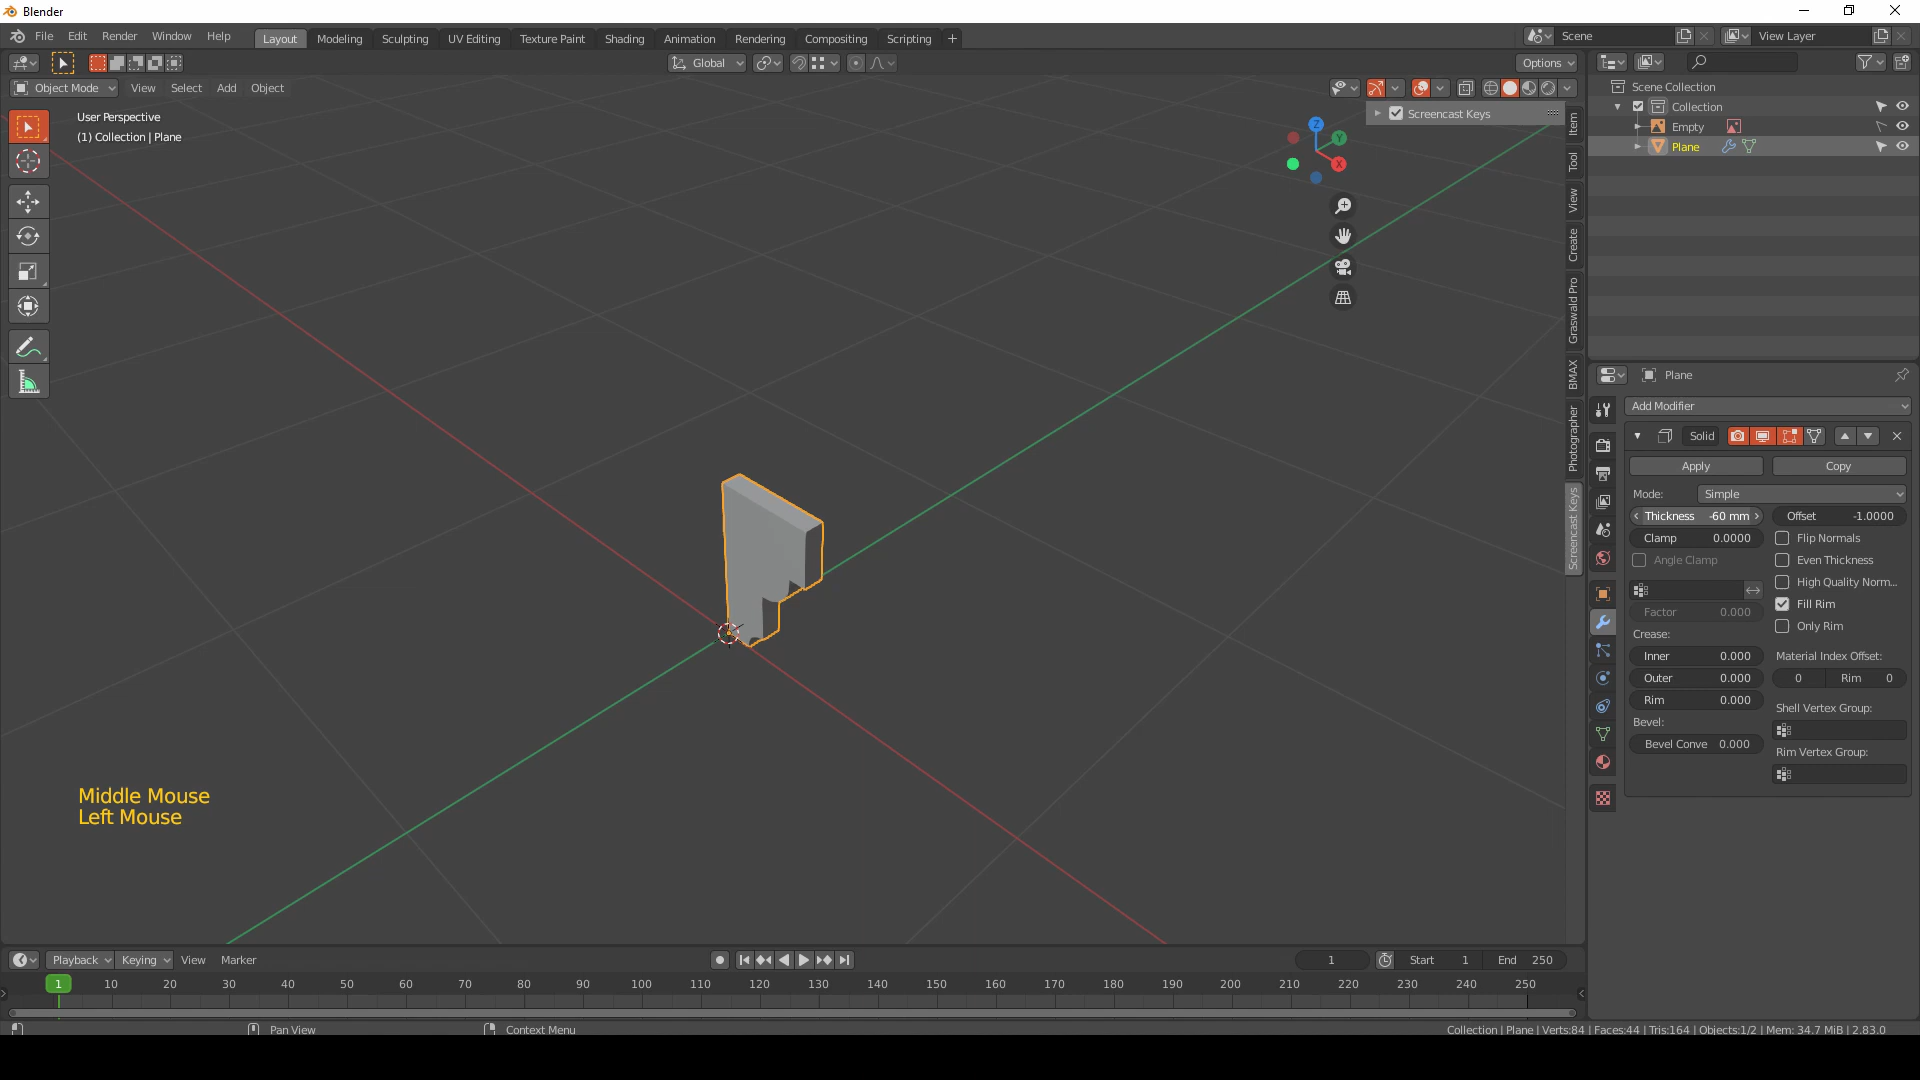 Blender
File Edit Render Window Help Layout Modeling Sculpting UV Editing Texture Paint Shading Animation Rendering Compositing Scripting + Scene View Layer
Global Options
Object Mode View Select Add Object
User Perspective
(1) Collection | Plane
Screencast Keys
Z
Y
X
Item
Tool
View
Create
Graswald Pro
BMAX
Photographer
Screencast Keys
Scene Collection
Collection
Empty
Plane
Plane
Add Modifier
Solid
Apply Copy
Mode: Simple
Thickness -60 mm Offset -1.0000
Clamp 0.0000 Flip Normals
Angle Clamp Even Thickness
High Quality Norm...
Fill Rim
Factor 0.000
Only Rim
Crease:
Inner 0.000 Material Index Offset:
Outer 0.000 0 Rim 0
Rim 0.000 Shell Vertex Group:
Bevel:
Bevel Conve 0.000 Rim Vertex Group:
Middle Mouse
Left Mouse
Playback Keying View Marker 1 Start 1 End 250
1 10 20 30 40 50 60 70 80 90 100 110 120 130 140 150 160 170 180 190 200 210 220 230 240 250
Pan View Context Menu Collection | Plane | Verts:84 | Faces:44 | Tris:164 | Objects:1/2 | Mem: 34.7 MiB | 2.83.0